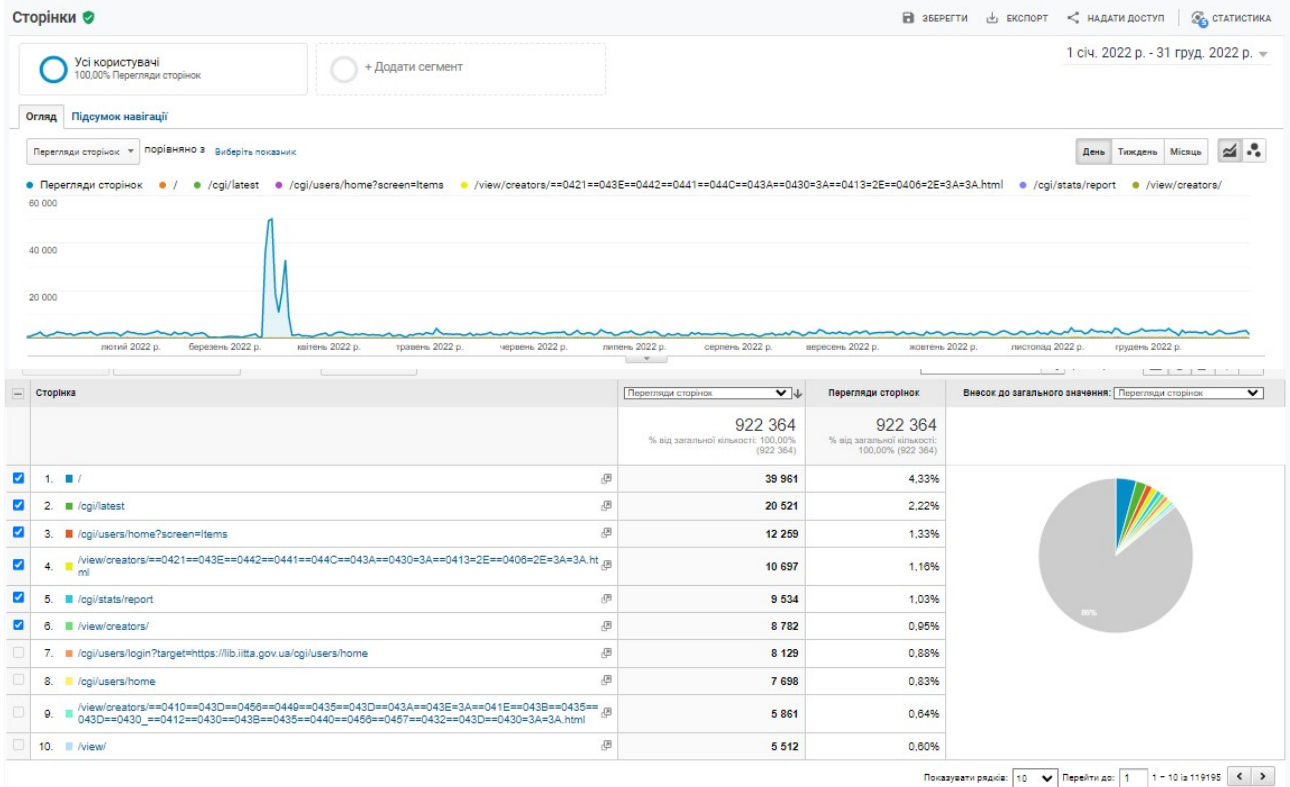 Сторінки
ЗБЕРЕГТИ ЕКСПОРТ НАДАТИ ДОСТУП 5 СТАТИСТИКА
Усі користувачі
100,00% Перегляди сторінок
+ Додати сегмент
1 січ. 2022 р. - 31 груд. 2022 р.
Огляд Підсумок навігації
Перегляди сторінок порівняно з Виберіть показник
День Тиждень Місяць
Перегляди сторінок / /cgi/latest /cgi/users/home?screen=Items /view/creators/==0421==043E==0442==0441==044C==043A==0430=3A==0413=2E==0406=2E=3A=3A.html /cgi/stats/report /view/creators/
60 000
40 000
20 000
лютий 2022 р. березень 2022 р. квітень 2022 р. травень 2022 р. червень 2022 р. липень 2022 р. серпень 2022 р. вересень 2022 р. жовтень 2022 р. листопад 2022 р. грудень 2022 р.
Сторінка Перегляди сторінок Перегляди сторінок Внесок до загального значення: Перегляди сторінок
922 364 922 364
% від загальної кількості: 100,00% (922 364) % від загальної кількості: 100,00% (922 364)
1. / 39 961 4,33%
2. /cgi/latest 20 521 2,22%
3. /cgi/users/home?screen=Items 12 259 1,33%
4. /view/creators/==0421==043E==0442==0441==044C==043A==0430=3A==0413=2E==0406=2E=3A=3A.ht
ml 10 697 1,16%
5. /cgi/stats/report 9 534 1,03%
6. /view/creators/ 8 782 0,95%
86%
7. /cgi/users/login?target=https://lib.iitta.gov.ua/cgi/users/home 8 129 0,88%
8. /cgi/users/home 7 698 0,83%
9. /view/creators/==0410==043D==0456==0449==0435==043D==043A==043E=3A==041E==043B==0435==
043D==0430_==0412==0430==043B==0435==0440==0456==0457==0432==043D==0430=3A=3A.html 5 861 0,64%
10. /view/ 5 512 0,60%
Показувати рядків: 10 Перейти до: 1 1 – 10 із 119195